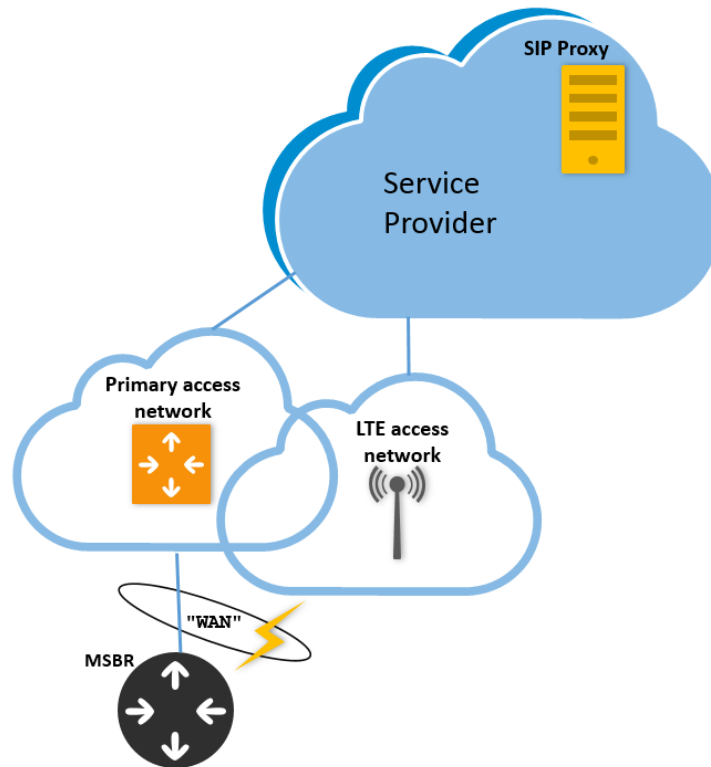 SIP Proxy
Service
Provider
Primary access
network
LTE access
network
"WAN"
MSBR